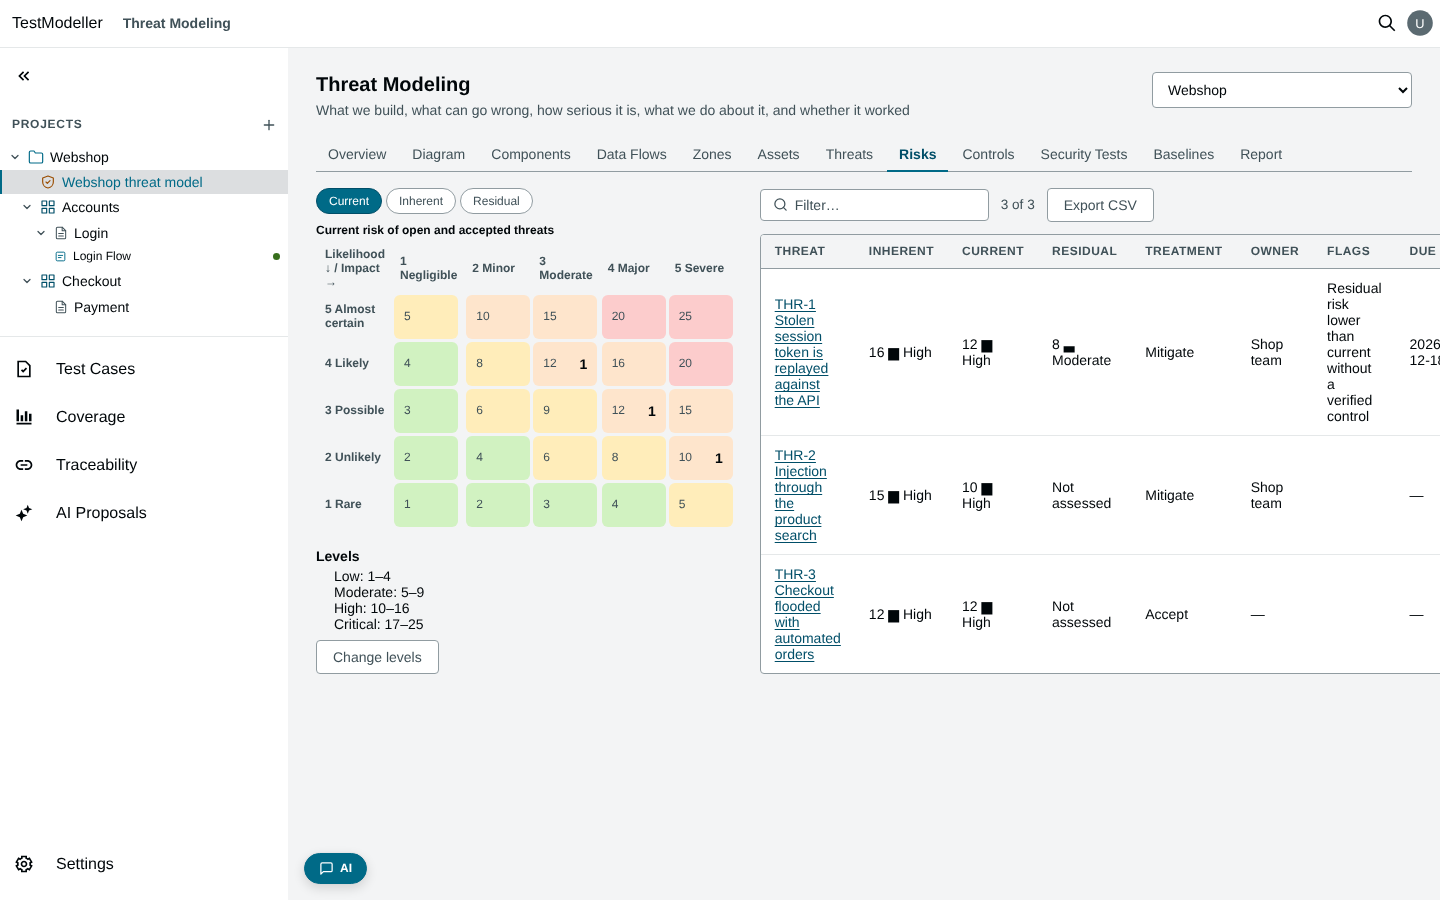 TestModeller
Threat Modeling
U
PROJECTS
Webshop
Webshop threat model
Accounts
Login
Login Flow
Checkout
Payment
Test Cases
Coverage
Traceability
AI Proposals
Settings
Threat Modeling
What we build, what can go wrong, how serious it is, what we do about it, and whether it worked
Webshop
Overview Diagram Components Data Flows Zones Assets Threats Risks Controls Security Tests Baselines Report
Current Inherent Residual
Current risk of open and accepted threats
Likelihood
↓ / Impact
→
1
Negligible
2 Minor
3
Moderate
4 Major
5 Severe
5 Almost
certain
5 10 15 20 25
4 Likely 4 8 12 1 16 20
3 Possible 3 6 9 12 1 15
2 Unlikely 2 4 6 8 10 1
1 Rare 1 2 3 4 5
Levels
Low: 1–4
Moderate: 5–9
High: 10–16
Critical: 17–25
Change levels
Filter…
3 of 3
Export CSV
THREAT INHERENT CURRENT RESIDUAL TREATMENT OWNER FLAGS DUE
THR-1
Stolen
session
token is
replayed
against
the API
16 High
12
High
8
Moderate
Mitigate
Shop
team
Residual
risk
lower
than
current
without
a
verified
control
2026
12-18
THR-2
Injection
through
the
product
search
15 High
10
High
Not
assessed
Mitigate
Shop
team
—
THR-3
Checkout
flooded
with
automated
orders
12 High
12
High
Not
assessed
Accept
—
—
AI